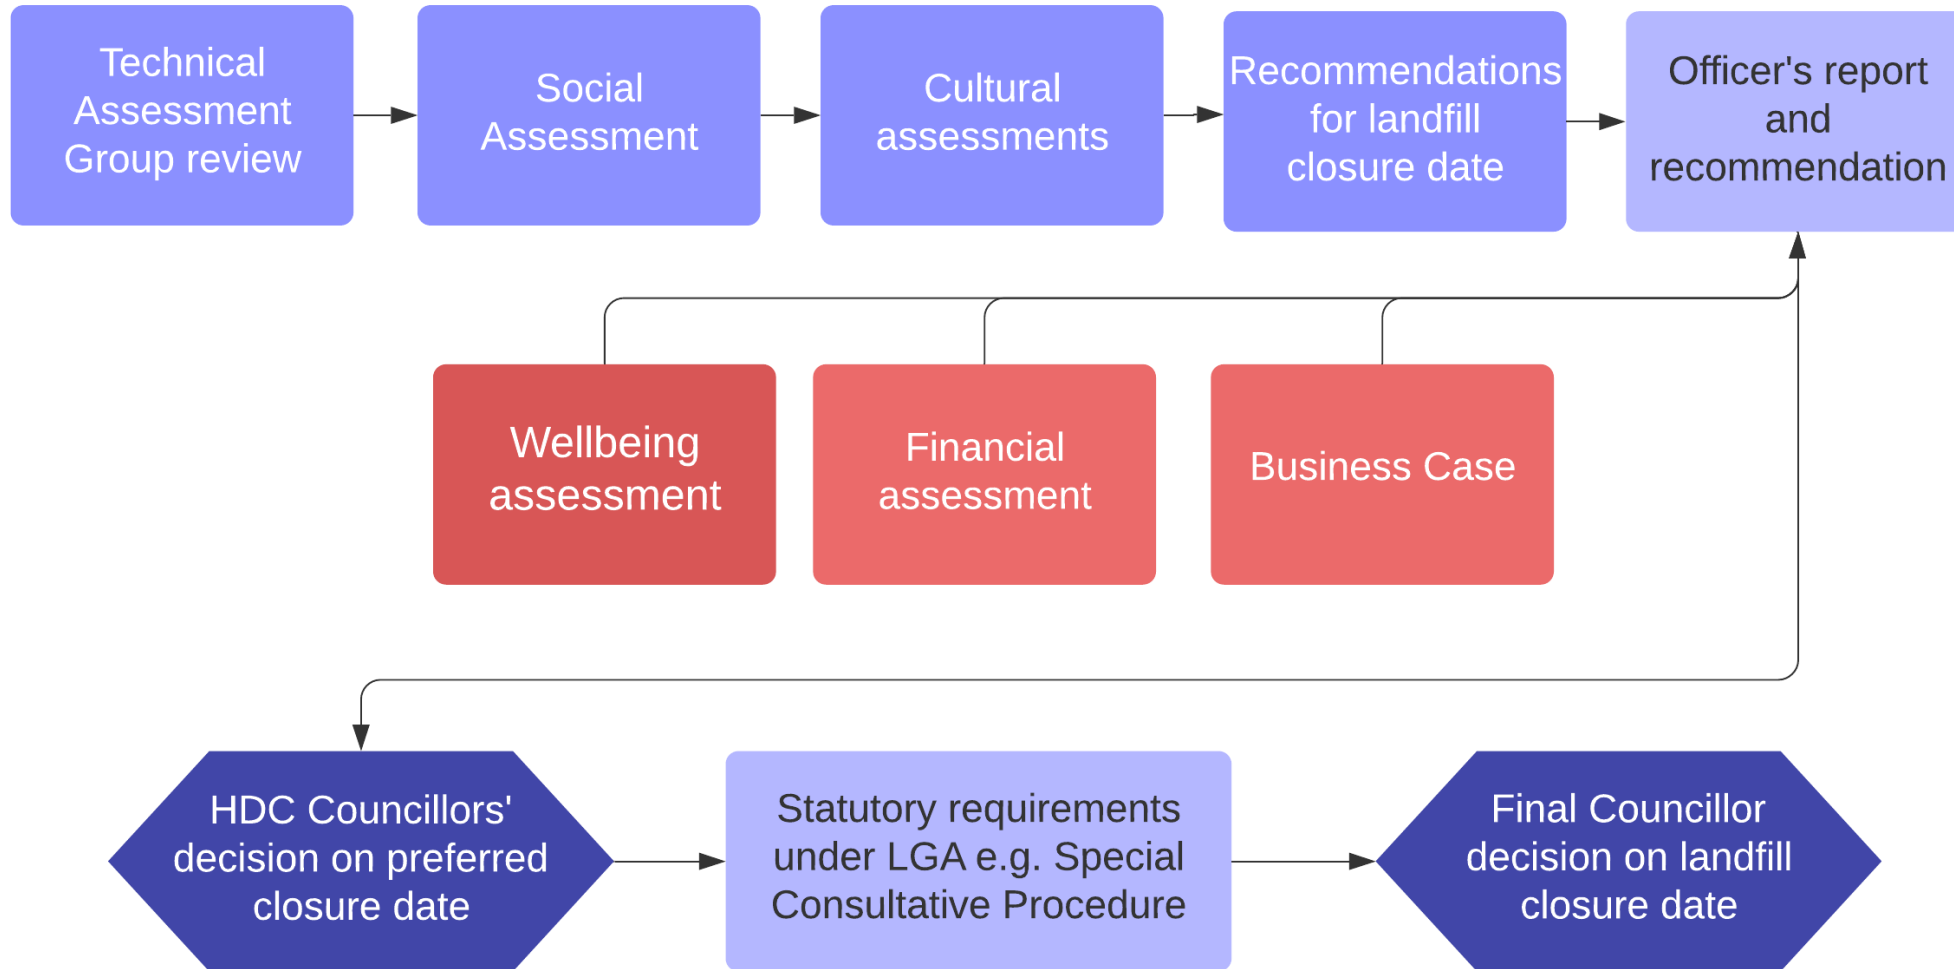 Technical
Assessment
Group review
Social
Assessment
Cultural
assessments
Recommendations
for landfill
closure date
Officer's report
and
recommendation
Wellbeing
assessment
Financial
assessment
Business Case
HDC Councillors'
decision on preferred
closure date
Statutory requirements
under LGA e.g. Special
Consultative Procedure
Final Councillor
decision on landfill
closure date